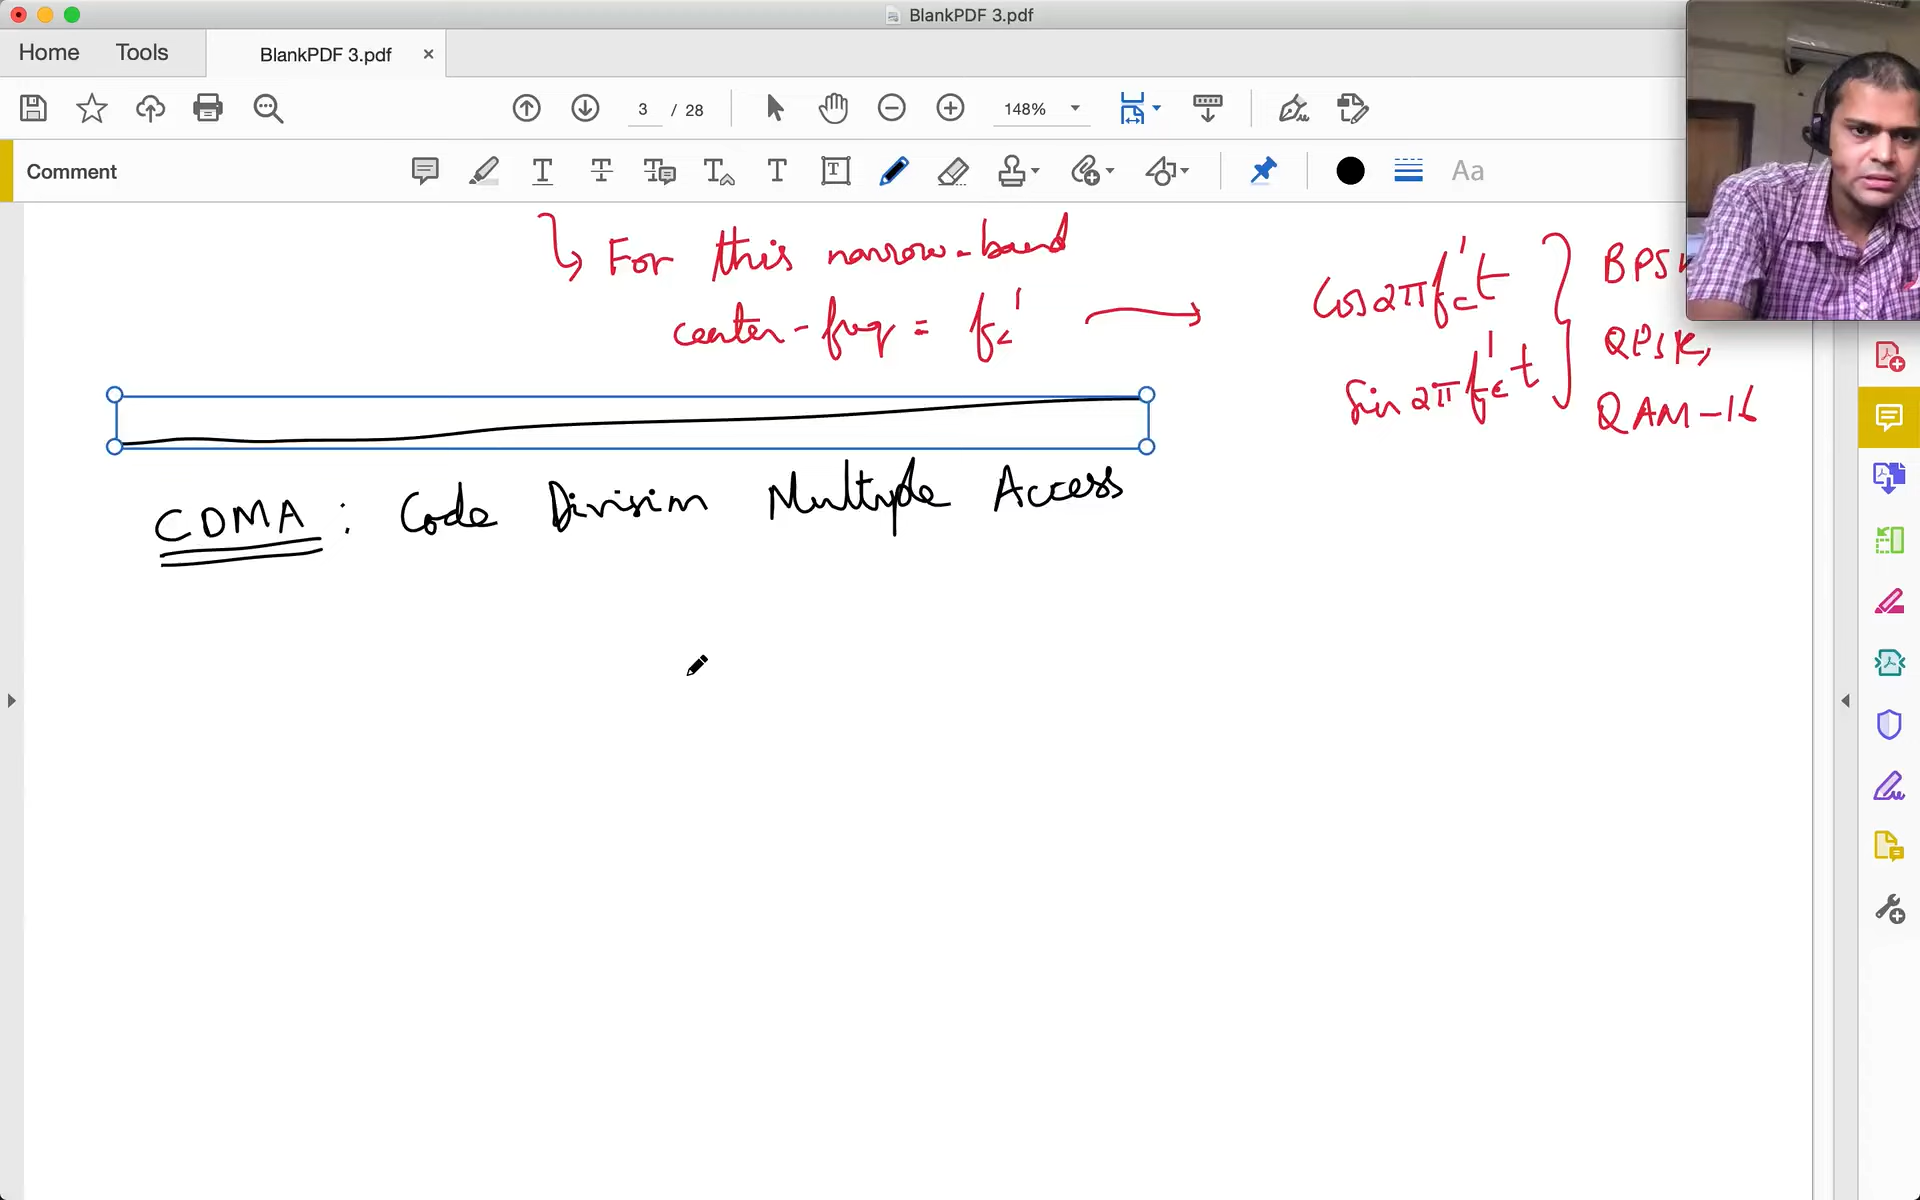 BlankPDF 3.pdf
Home Tools BlankPDF 3.pdf ×
3 / 28 148%
Comment Aa
For this narrow-band
center-freq = fc'
cos2πfc't
sin2πfc't
BPSK
QPSK,
QAM-16
CDMA : Code Division Multiple Access